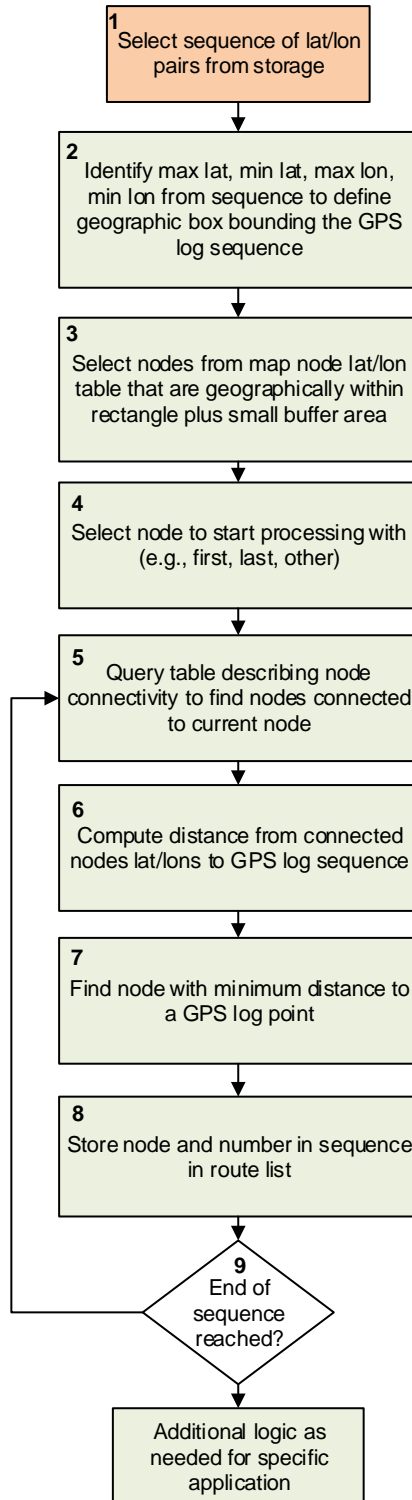 1
Select sequence of lat/lon
pairs from storage
2
Identify max lat, min lat, max lon,
min lon from sequence to define
geographic box bounding the GPS
log sequence
3
Select nodes from map node lat/lon
table that are geographically within
rectangle plus small buffer area
4
Select node to start processing with
(e.g., first, last, other)
5
Query table describing node
connectivity to find nodes connected
to current node
6
Compute distance from connected
nodes lat/lons to GPS log sequence
7
Find node with minimum distance to
a GPS log point
8
Store node and number in sequence
in route list
9
End of
sequence
reached?
Additional logic as
needed for specific
application